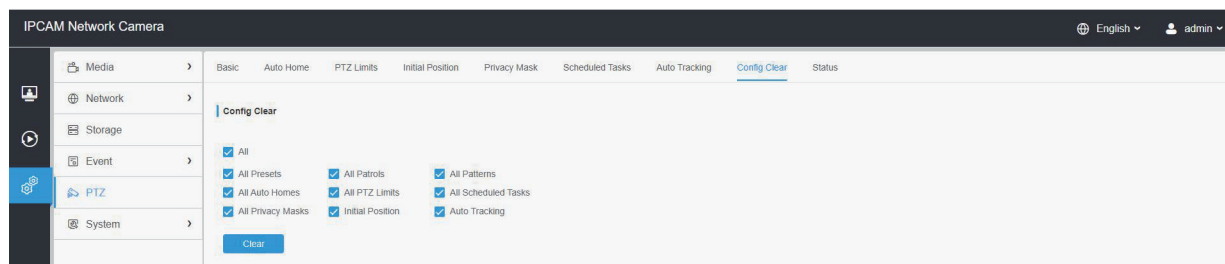 IPCAM Network Camera English admin
Media Basic Auto Home PTZ Limits Initial Position Privacy Mask Scheduled Tasks Auto Tracking Config Clear Status
Network
Config Clear
Storage
All
Event
All Presets All Patrols All Patterns
PTZ
All Auto Homes All PTZ Limits All Scheduled Tasks
All Privacy Masks Initial Position Auto Tracking
System
Clear